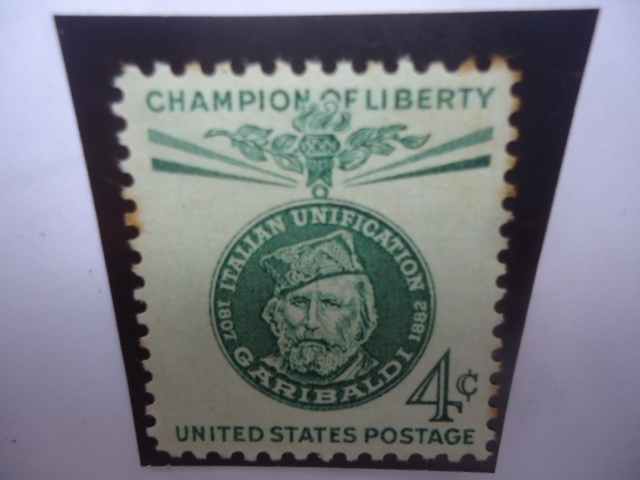 CHAMPION OF LIBERTY
ITALIAN UNIFICATION
1807
1882
GARIBALDI
4¢
UNITED STATES POSTAGE